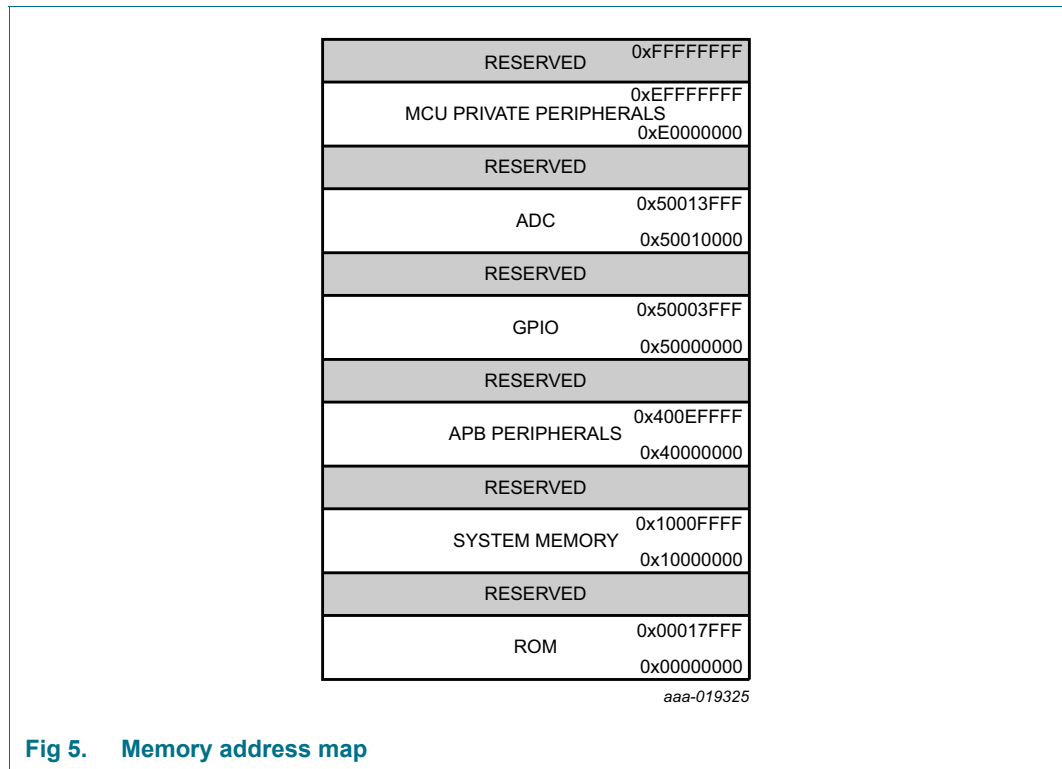 RESERVED 0xFFFFFFFF
0xEFFFFFFF
MCU PRIVATE PERIPHERALS
0xE0000000
RESERVED
0x50013FFF
ADC
0x50010000
RESERVED
0x50003FFF
GPIO
0x50000000
RESERVED
0x400EFFFF
APB PERIPHERALS
0x40000000
RESERVED
0x1000FFFF
SYSTEM MEMORY
0x10000000
RESERVED
0x00017FFF
ROM
0x00000000
aaa-019325
Fig 5. Memory address map